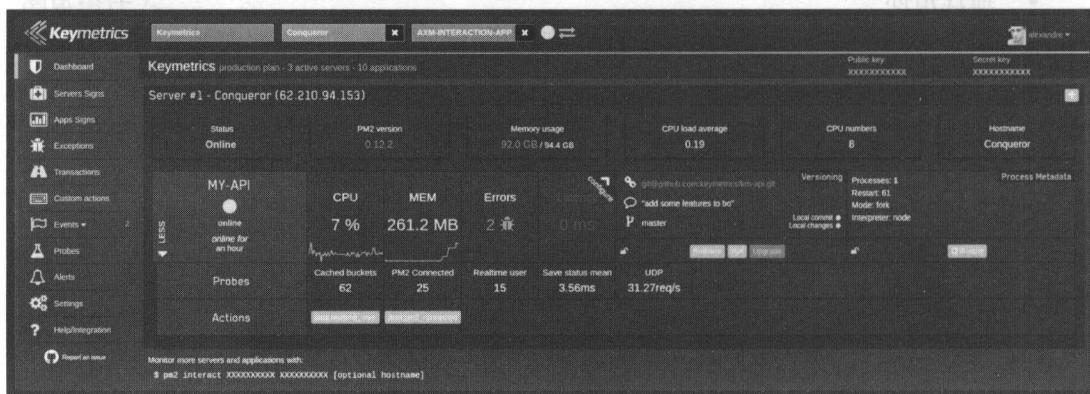 Keymetrics
Keymetrics
Conqueror
AXM-INTERACTION-APP
alexandre
Dashboard
Servers Signs
Apps Signs
Exceptions
Transactions
Custom actions
Events
2
Probes
Alerts
Settings
Help/Integration
Report an issue
Keymetrics production plan - 3 active servers - 10 applications
Public key
XXXXXXXXXXX
Secret key
XXXXXXXXXXX
Server #1 - Conqueror (62.210.94.153)
Status
Online
PM2 version
0.12.2
Memory usage
92.0 GB / 94.4 GB
CPU load average
0.19
CPU numbers
8
Hostname
Conqueror
LESS
MY-API
online
online for
an hour
CPU
7 %
MEM
261.2 MB
Errors
2
0 ms
configure
git@github.com:keymetrics/km-api.git
"add some features to bo"
master
Versioning
Local commit
Local changes
Processes: 1
Restart: 61
Mode: fork
Interpreter: node
Process Metadata
Upgrade
Probes
Cached buckets
62
PM2 Connected
25
Realtime user
15
Save status mean
3.56ms
UDP
31.27req/s
Actions
Monitor more servers and applications with:
$ pm2 interact XXXXXXXXXX XXXXXXXXXX [optional hostname]